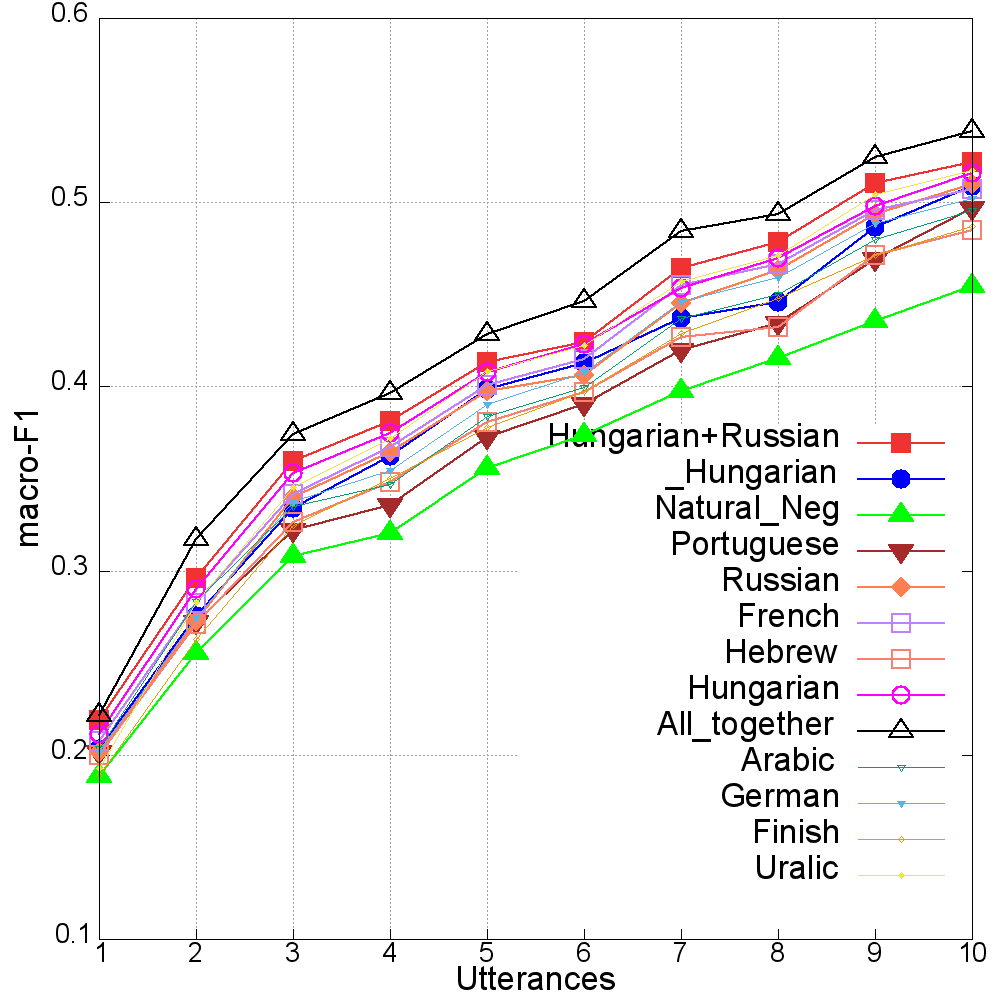 0.6
0.5
0.4
0.3
0.2
0.1
macro-F1
Hungarian+Russian
_Hungarian
Natural_Neg
Portuguese
Russian
French
Hebrew
Hungarian
All_together
Arabic
German
Finish
Uralic
1 2 3 4 5 6 7 8 9 10
Utterances